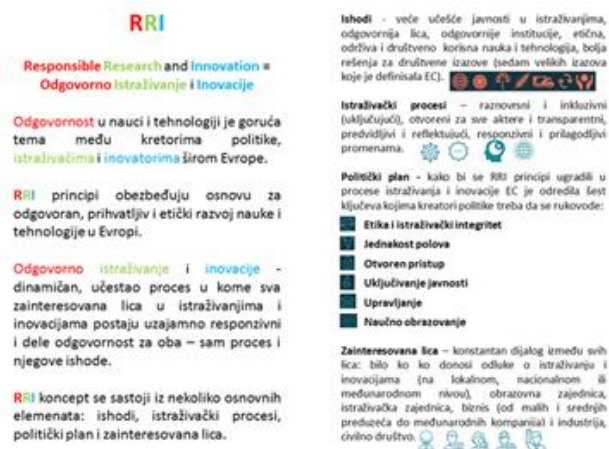 RRI
Responsible Research and Innovation =
Odgovorno Istraživanje i Inovacije
Odgovornost u nauci i tehnologiji je goruća
tema među kretorima politike,
istraživačima i inovatorima širom Evrope.
RRI principi obezbeđuju osnovu za
odgovoran, prihvatljiv i etički razvoj nauke i
tehnologije u Evropi.
Odgovorno istraživanje i inovacije -
dinamičan, učestao proces u kome sva
zainteresovana lica u istraživanjima i
inovacijama postaju uzajamno responzivni
i dele odgovornost za oba – sam proces i
njegove ishode.
RRI koncept se sastoji iz nekoliko osnovnih
elemenata: ishodi, istraživački procesi,
politički plan i zainteresovana lica.
Ishodi - veće učešće javnosti u istraživanjima,
odgovornija lica, odgovornije institucije, etična,
održiva i društveno korisna nauka i tehnologija, bolja
rešenja za društvene izazove (sedam velikih izazova
koje je definisala EC).
Istraživački procesi – raznovrsni i inkluzivni
(uključujući), otvoreni za sve aktere i transparentni,
predvidljivi i reflektujući, responzivni i prilagodljivi
promenama.
Politički plan - kako bi se RRI principi ugradili u
procese istraživanja i inovacije EC je odredila šest
ključeva kojima kreatori politike treba da se rukovode:
Etika i istraživački integritet
Jednakost polova
Otvoren pristup
Uključivanje javnosti
Upravljanje
Naučno obrazovanje
Zainteresovana lica – konstantan dijalog između svih
lica: bilo ko ko donosi odluke o istraživanju i
inovacijama (na lokalnom, nacionalnom ili
međunarodnom nivou), obrazovna zajednica,
istraživačka zajednica, biznis (od malih i srednjih
preduzeća do međunarodnih kompanija) i industrija,
civilno društvo.